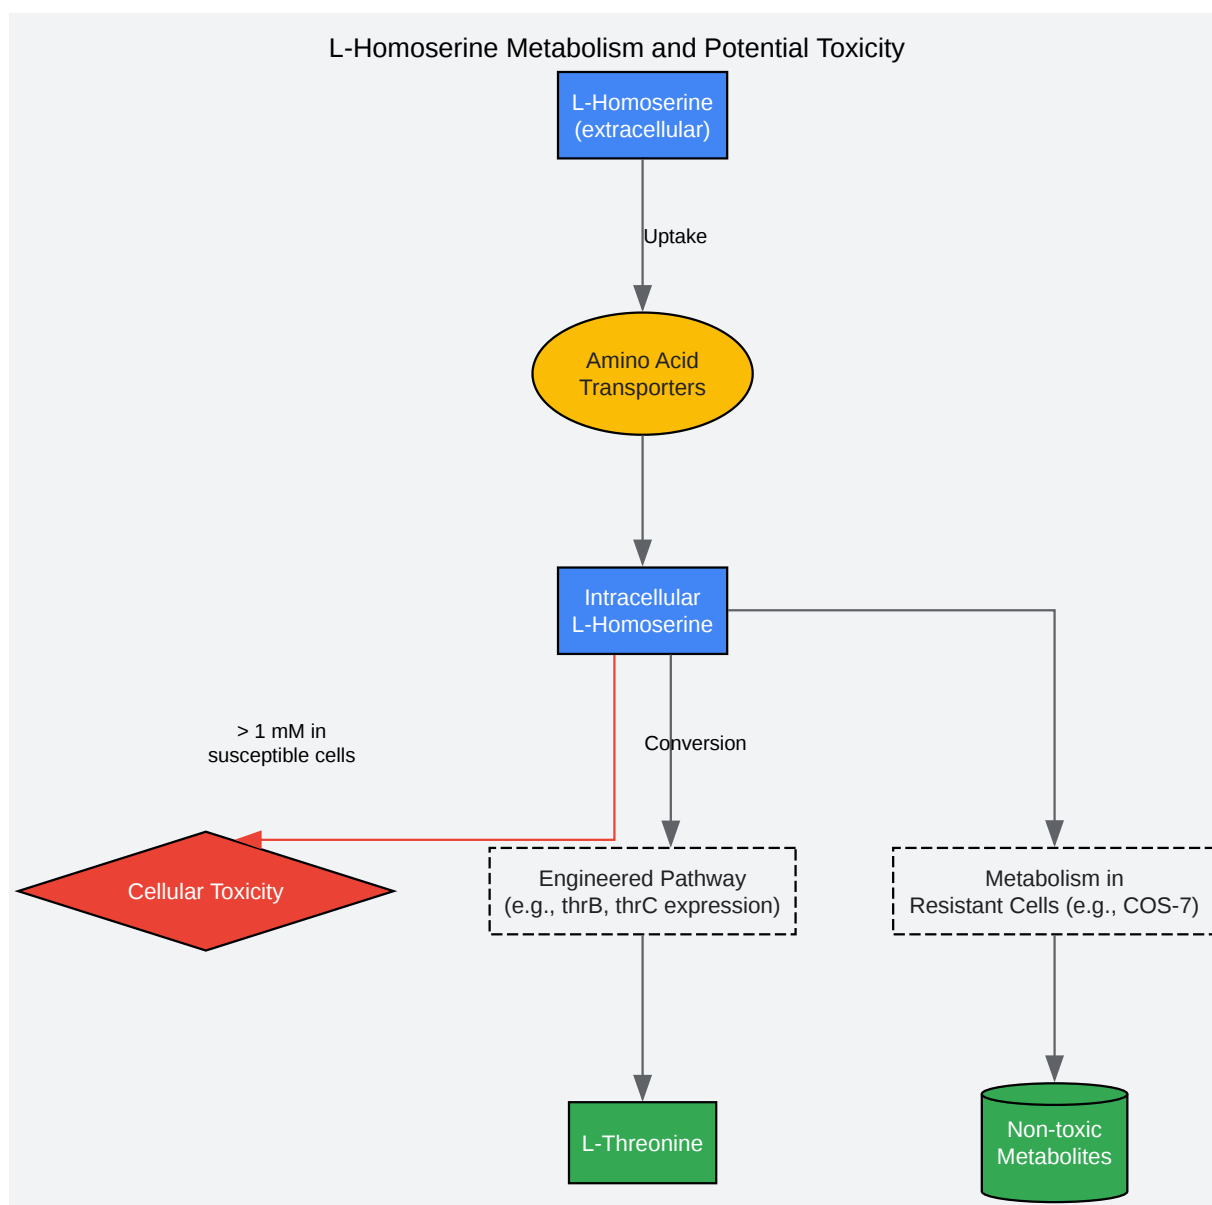 L-Homoserine Metabolism and Potential Toxicity
L-Homoserine
(extracellular)
Uptake
Amino Acid
Transporters
Intracellular
L-Homoserine
> 1 mM in
susceptible cells
Conversion
Cellular Toxicity
Engineered Pathway
(e.g., thrB, thrC expression)
Metabolism in
Resistant Cells (e.g., COS-7)
L-Threonine
Non-toxic
Metabolites